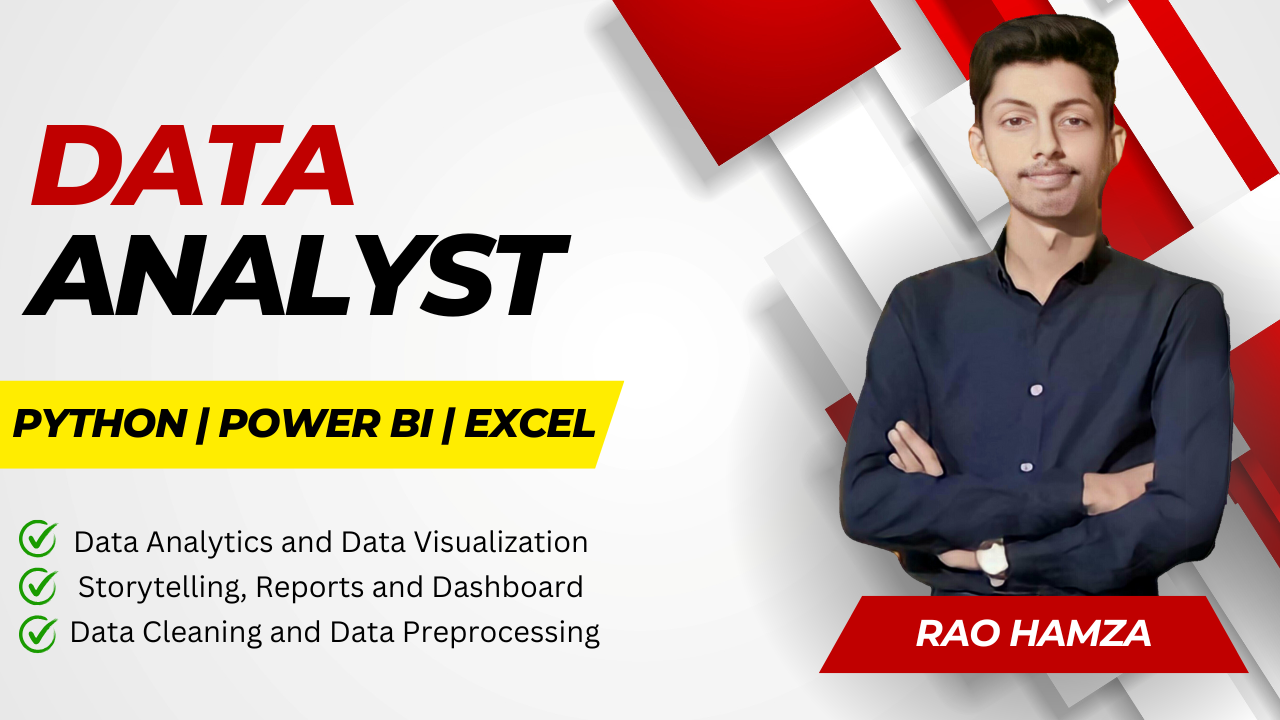 DATA
ANALYST
PYTHON | POWER BI | EXCEL
Data Analytics and Data Visualization
Storytelling, Reports and Dashboard
Data Cleaning and Data Preprocessing
RAO HAMZA